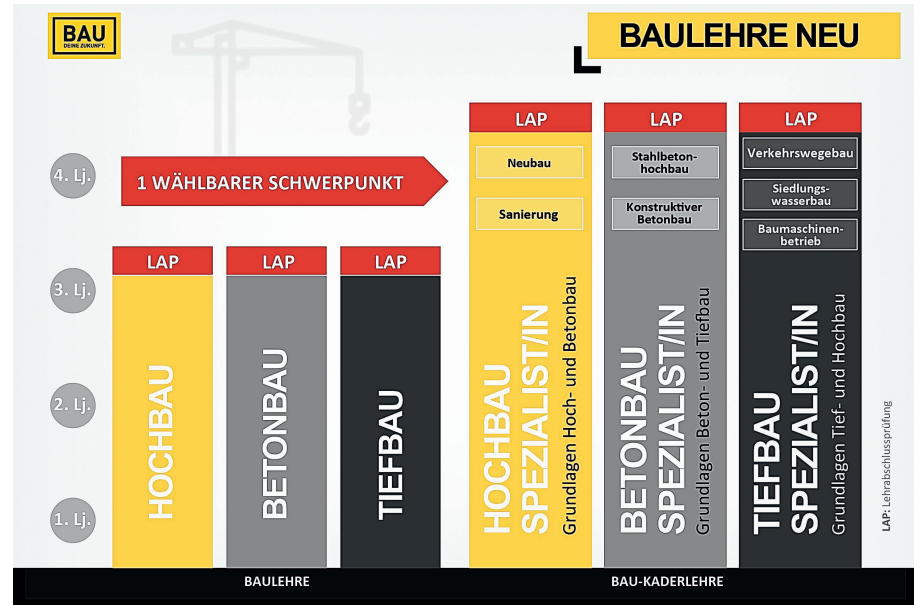 BAU
DEINE ZUKUNFT.
BAULEHRE NEU
4. Lj.
3. Lj.
2. Lj.
1. Lj.
1 WÄHLBARER SCHWERPUNKT
LAP
HOCHBAU
LAP
BETONBAU
LAP
TIEFBAU
LAP
Neubau
Sanierung
HOCHBAU
SPEZIALIST/IN
Grundlagen Hoch- und Betonbau
LAP
Stahlbeton-
hochbau
Konstruktiver
Betonbau
BETONBAU
SPEZIALIST/IN
Grundlagen Beton- und Tiefbau
LAP
Verkehrswegebau
Siedlungs-
wasserbau
Baumaschinen-
betrieb
TIEFBAU
SPEZIALIST/IN
Grundlagen Tief- und Hochbau
LAP: Lehrabschlussprüfung
BAULEHRE
BAU-KADERLEHRE